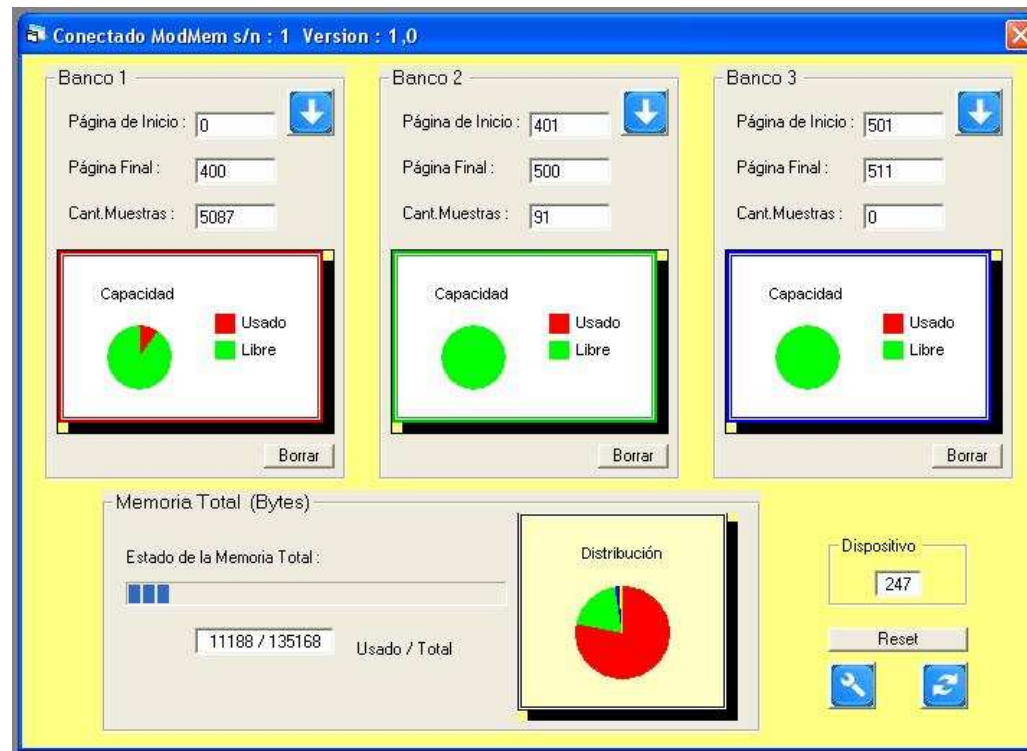 Conectado ModMem s/n : 1 Version : 1,0
Banco 1
Página de Inicio : 0
Página Final : 400
Cant.Muestras : 5087
Capacidad
Usado
Libre
Borrar
Banco 2
Página de Inicio : 401
Página Final : 500
Cant.Muestras : 91
Capacidad
Usado
Libre
Borrar
Banco 3
Página de Inicio : 501
Página Final : 511
Cant.Muestras : 0
Capacidad
Usado
Libre
Borrar
Memoria Total (Bytes)
Estado de la Memoria Total :
11188 / 135168 Usado / Total
Distribución
Dispositivo
247
Reset